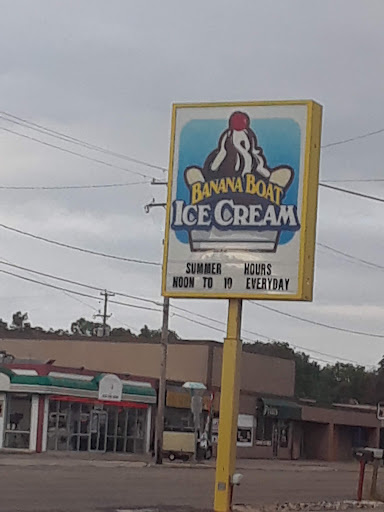 BANANA BOAT
ICE CREAM
SUMMER HOURS
NOON TO 10 EVERYDAY